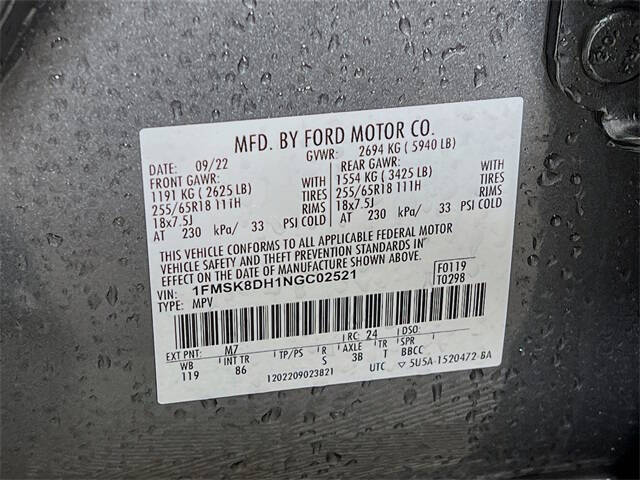 MFD. BY FORD MOTOR CO.
DATE: 09/22 GVWR: 2694 KG ( 5940 LB)
FRONT GAWR: REAR GAWR:
1191 KG ( 2625 LB) WITH 1554 KG ( 3425 LB) WITH
255/65R18 111H TIRES 255/65R18 111H TIRES
18x7.5J RIMS 18x7.5J RIMS
AT 230 kPa/ 33 PSI COLD AT 230 kPa/ 33 PSI COLD
THIS VEHICLE CONFORMS TO ALL APPLICABLE FEDERAL MOTOR
VEHICLE SAFETY AND THEFT PREVENTION STANDARDS IN
EFFECT ON THE DATE OF MANUFACTURE SHOWN ABOVE.
VIN: 1FMSK8DH1NGC02521 F0119
TYPE: MPV T0298
EXT PNT: M7 RC: 24 DSO:
WB INT TR TP/PS R AXLE TR SPR
119 86 S 3B T BBCC
1202209023821 UTC ▽ 5U5A-1520472-BA